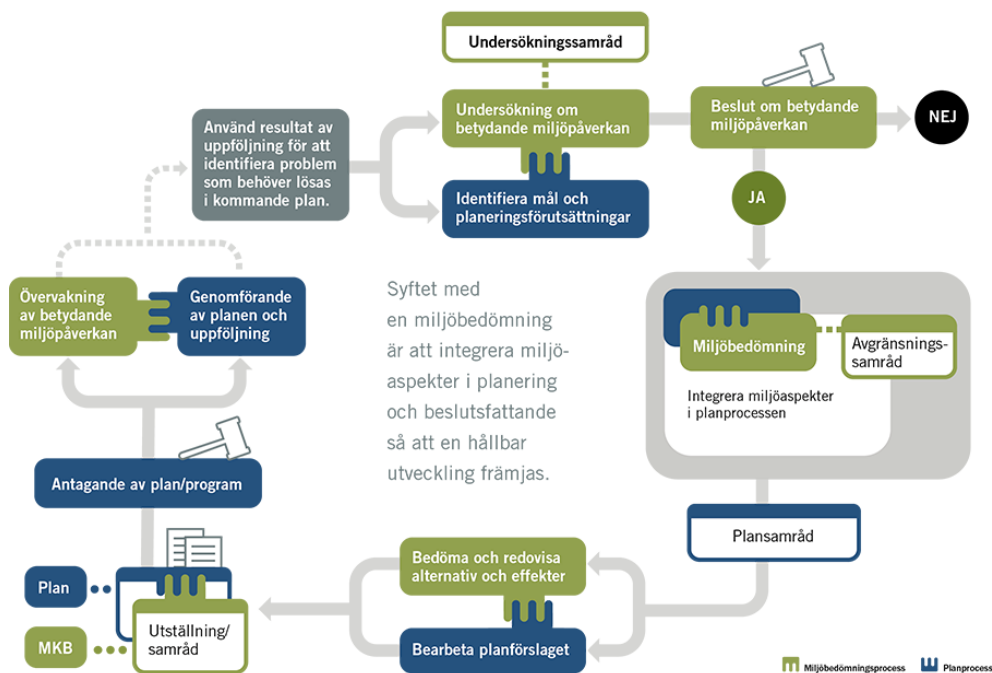 Undersökningssamråd
Undersökning om
betydande miljöpåverkan
Beslut om betydande
miljöpåverkan
NEJ
JA
Använd resultat av
uppföljning för att
identifiera problem
som behöver lösas
i kommande plan.
Identifiera mål och
planeringsförutsättningar
Övervakning
av betydande
miljöpåverkan
Genomförande
av planen och
uppföljning
Syftet med
en miljöbedömning
är att integrera miljö-
aspekter i planering
och beslutsfattande
så att en hållbar
utveckling främjas.
Miljöbedömning
Avgränsnings-
samråd
Integrera miljöaspekter
i planprocessen
Antagande av plan/program
Plansamråd
Bedöma och redovisa
alternativ och effekter
Bearbeta planförslaget
Plan
MKB
Utställning/
samråd
Miljöbedömningsprocess
Planprocess